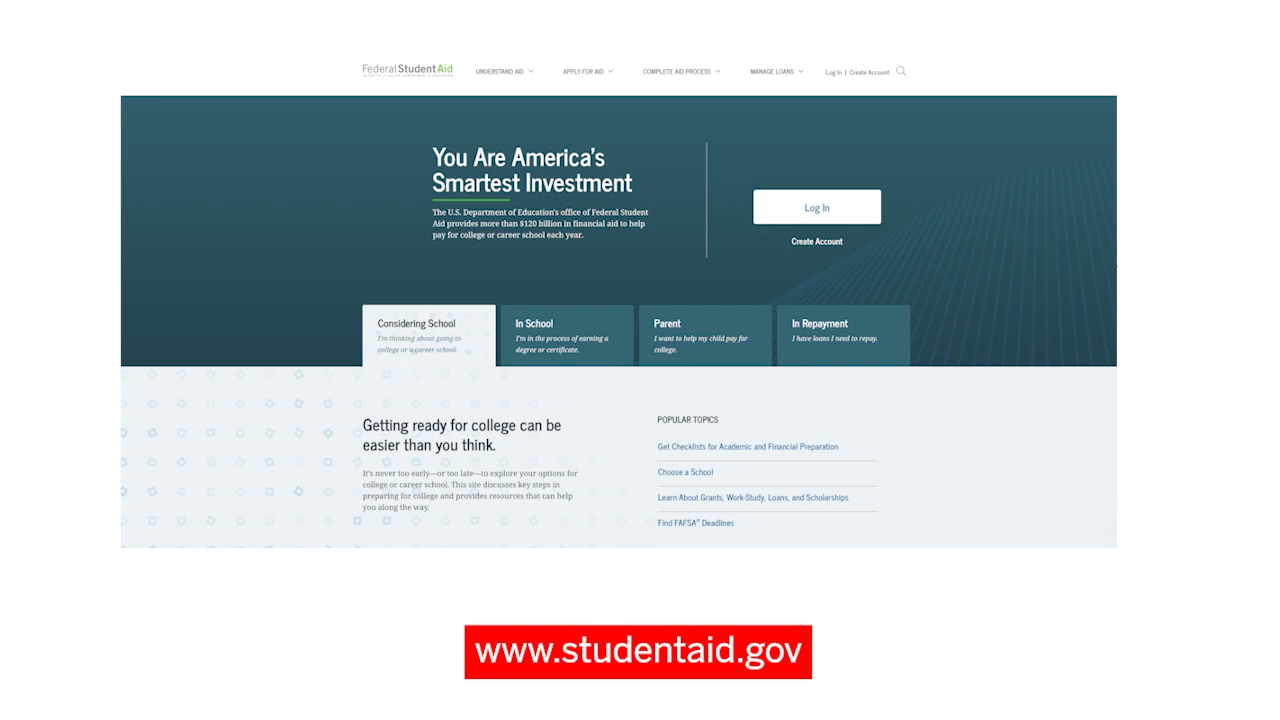 Federal Student Aid
UNDERSTAND AID
APPLY FOR AID
COMPLETE AID PROCESS
MANAGE LOANS
Log In | Create Account
You Are America's
Smartest Investment
The U.S. Department of Education's office of Federal Student
Aid provides more than $120 billion in financial aid to help
pay for college or career school each year.
Log In
Create Account
Considering School
I'm thinking about going to
college or a career school.
In School
I'm in the process of earning a
degree or certificate.
Parent
I want to help my child pay for
college.
In Repayment
I have loans I need to repay.
Getting ready for college can be
easier than you think.
It's never too early—or too late—to explore your options for
college or career school. This site discusses key steps in
preparing for college and provides resources that can help
you along the way.
POPULAR TOPICS
Get Checklists for Academic and Financial Preparation
Choose a School
Learn About Grants, Work-Study, Loans, and Scholarships
Find FAFSA® Deadlines
www.studentaid.gov